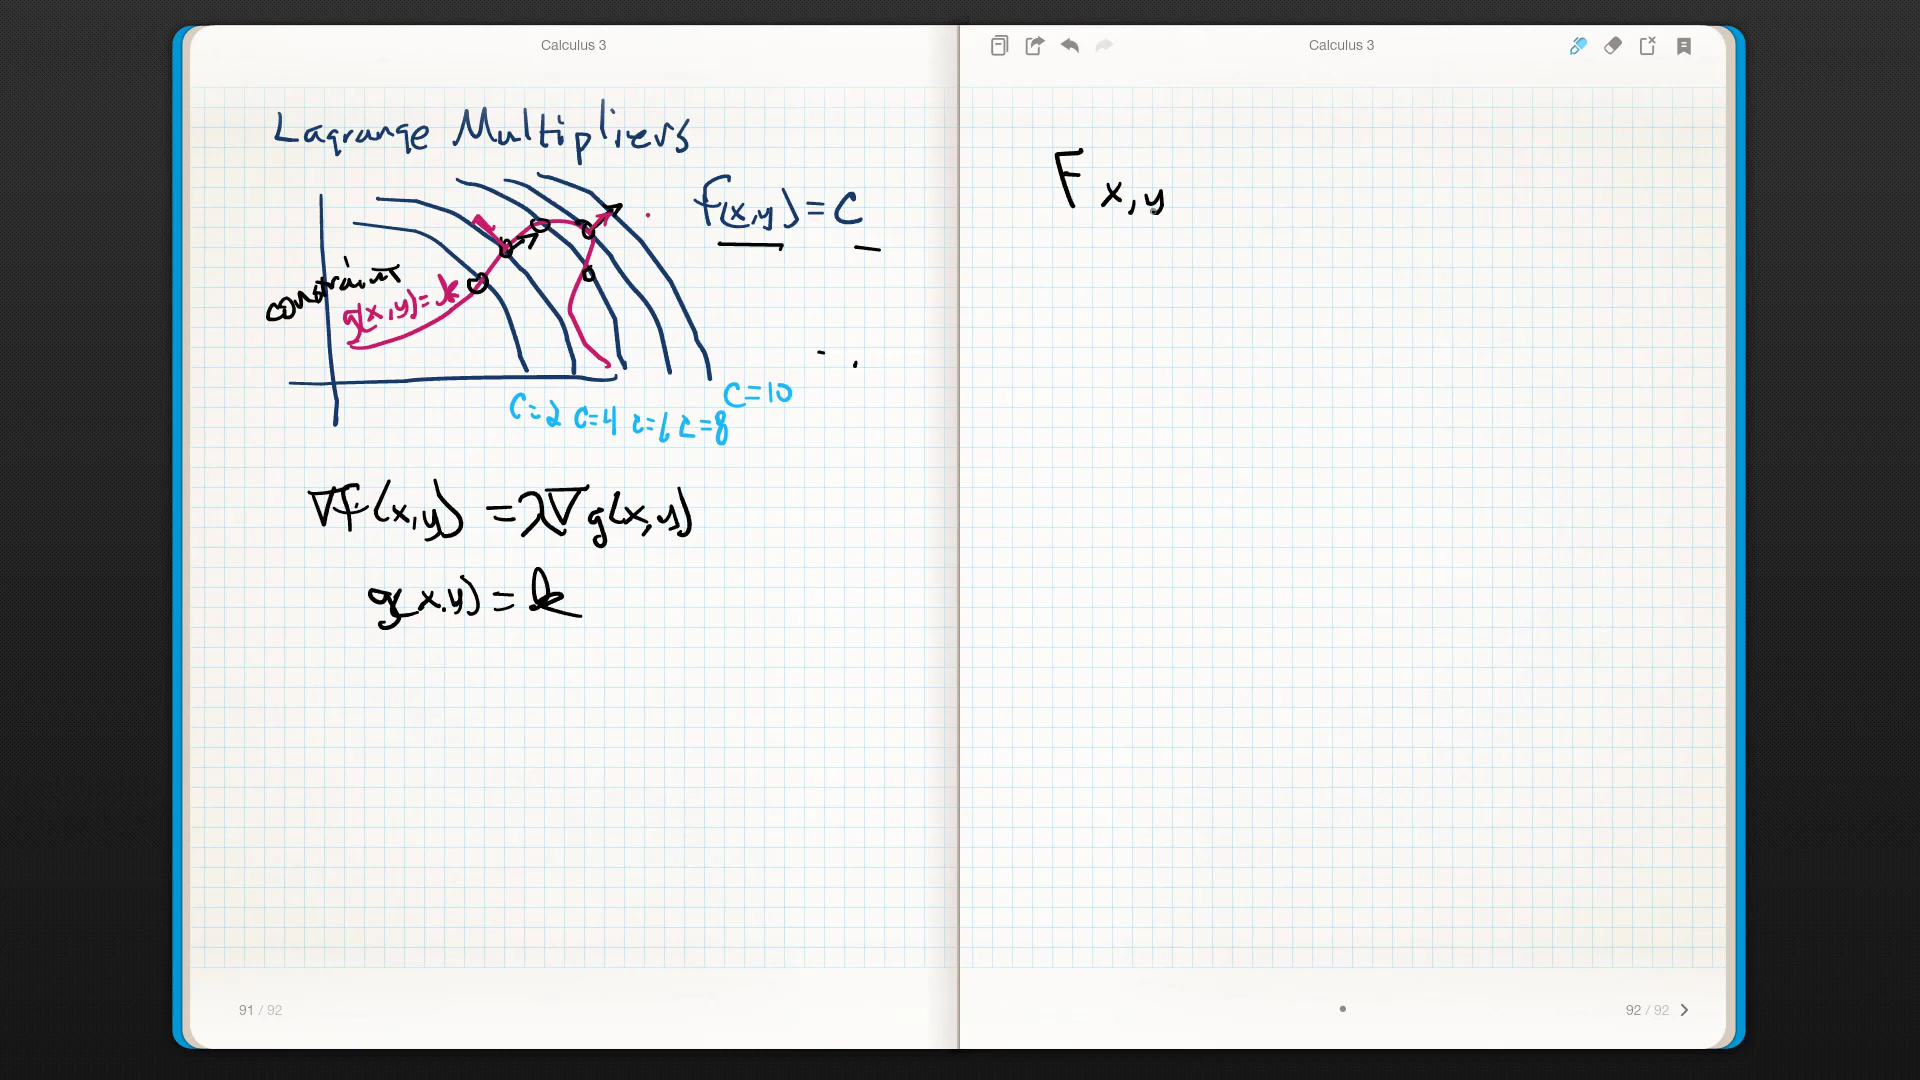 Calculus 3
Lagrange Multipliers
f(x,y) = C
constraint
g(x,y)=k
C=2 C=4 C=6 C=8 C=10
∇f(x,y) = λ∇g(x,y)
g(x,y) = k
91 / 92
Calculus 3
F x,y
92 / 92